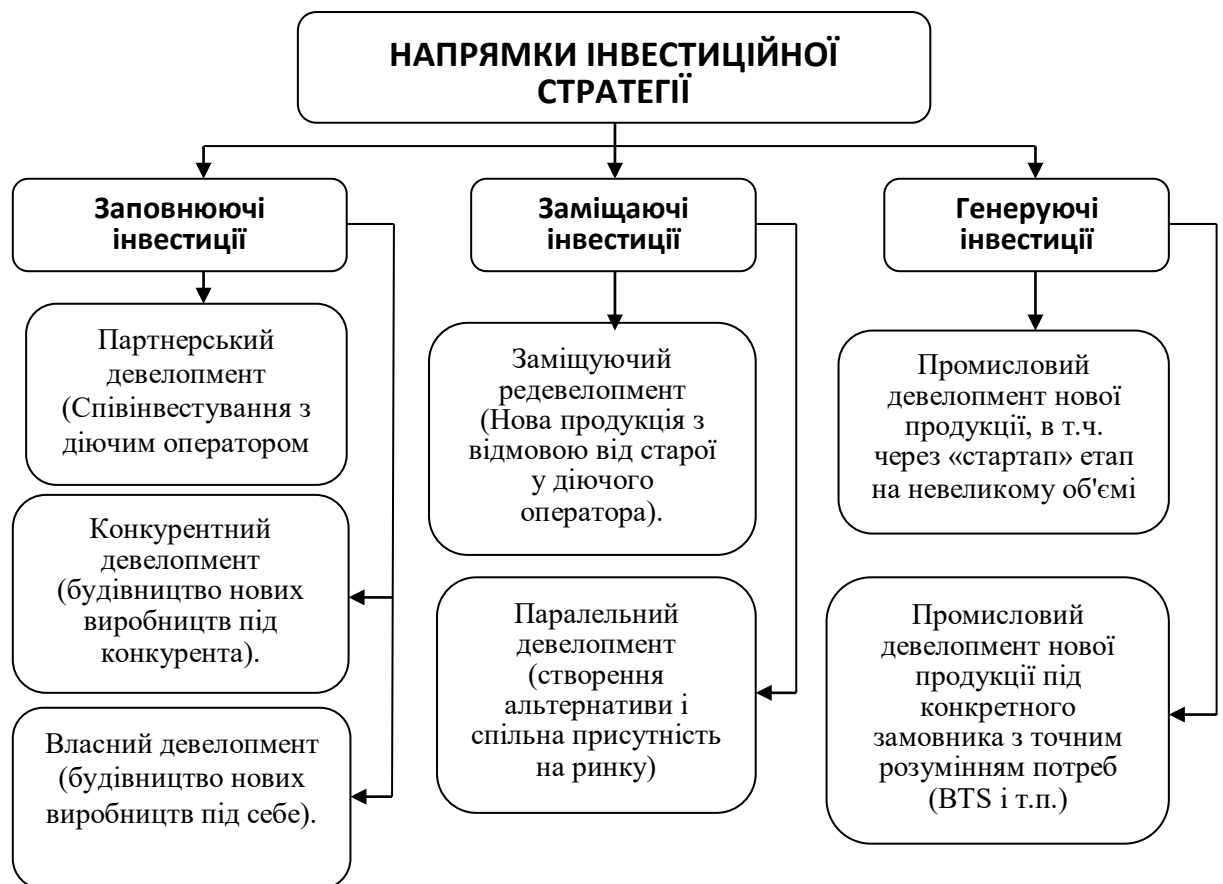 НАПРЯМКИ ІНВЕСТИЦІЙНОЇ
СТРАТЕГІЇ
Заповнюючі
інвестиції
Партнерський
девелопмент
(Співінвестування з
діючим оператором
Конкурентний
девелопмент
(будівництво нових
виробництв під
конкурента).
Власний девелопмент
(будівництво нових
виробництв під себе).
Заміщаючі
інвестиції
Заміщуючий
редевелопмент
(Нова продукція з
відмовою від старої
у діючого
оператора).
Паралельний
девелопмент
(створення
альтернативи і
спільна присутність
на ринку)
Генеруючі
інвестиції
Промисловий
девелопмент нової
продукції, в т.ч.
через «стартап» етап
на невеликому об'ємі
Промисловий
девелопмент нової
продукції під
конкретного
замовника з точним
розумінням потреб
(BTS і т.п.)